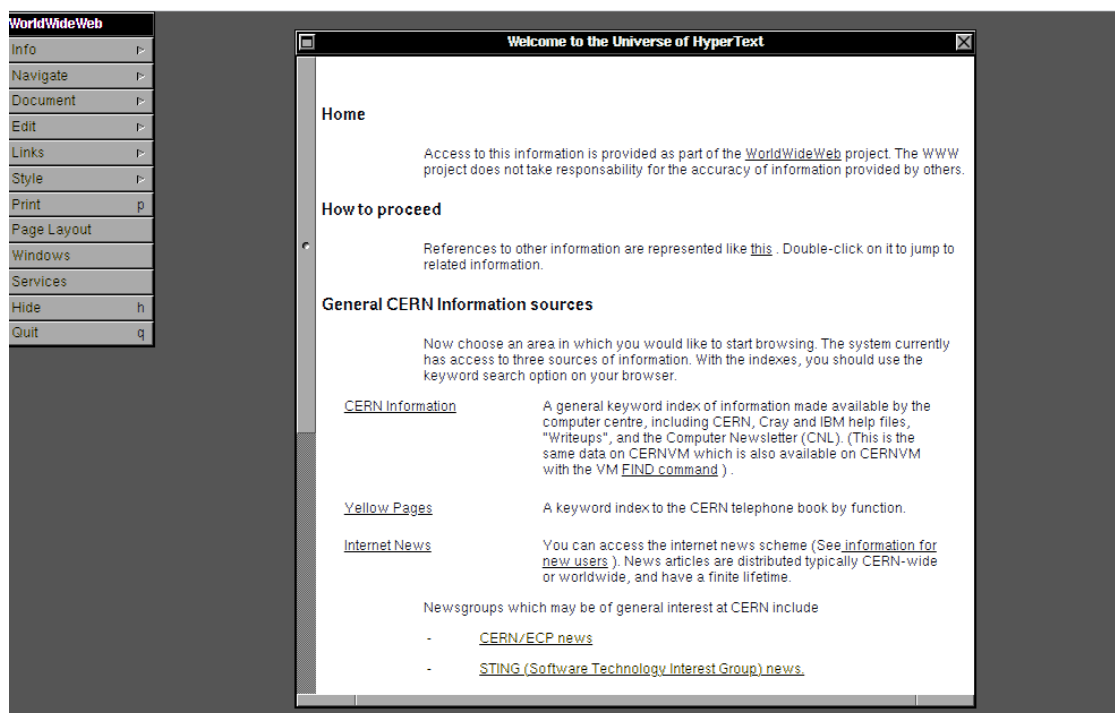 WorldWideWeb
Info
Navigate
Document
Edit
Links
Style
Print p
Page Layout
Windows
Services
Hide h
Quit q
Welcome to the Universe of HyperText
Home
Access to this information is provided as part of the WorldWideWeb project. The WWW
project does not take responsability for the accuracy of information provided by others.
How to proceed
References to other information are represented like this . Double-click on it to jump to
related information.
General CERN Information sources
Now choose an area in which you would like to start browsing. The system currently
has access to three sources of information. With the indexes, you should use the
keyword search option on your browser.
CERN Information
A general keyword index of information made available by the
computer centre, including CERN, Cray and IBM help files,
"Writeups", and the Computer Newsletter (CNL). (This is the
same data on CERNVM which is also available on CERNVM
with the VM FIND command ) .
Yellow Pages
A keyword index to the CERN telephone book by function.
Internet News
You can access the internet news scheme (See information for
new users ). News articles are distributed typically CERN-wide
or worldwide, and have a finite lifetime.
Newsgroups which may be of general interest at CERN include
- CERN/ECP news
- STING (Software Technology Interest Group) news.